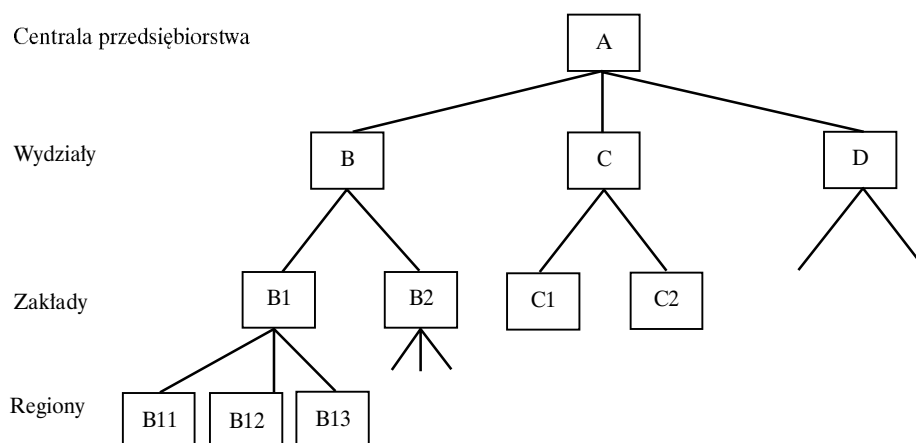 Centrala przedsiębiorstwa
A
Wydziały
B
C
D
Zakłady
B1
B2
C1
C2
Regiony
B11
B12
B13